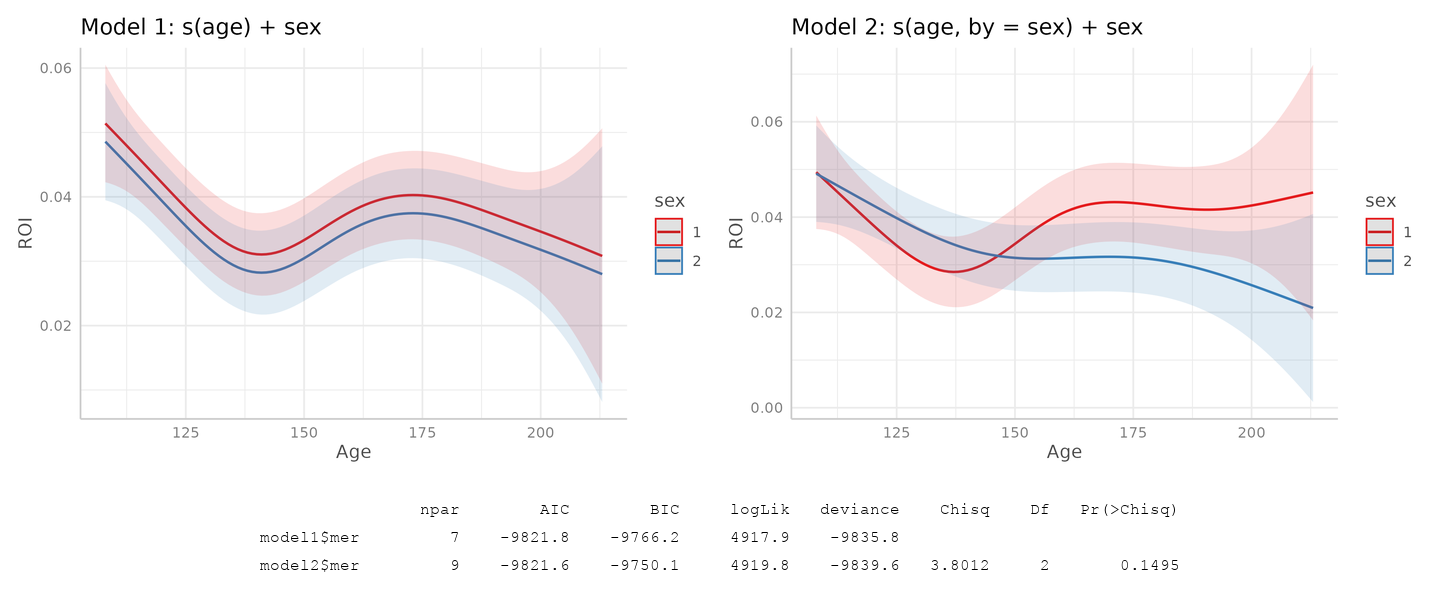 Model 1: s(age) + sex
0.06
0.04
0.02
ROI
125 150 175 200
Age
sex
1
2
Model 2: s(age, by = sex) + sex
0.06
0.04
0.02
0.00
ROI
125 150 175 200
Age
sex
1
2
npar AIC BIC logLik deviance Chisq Df Pr(>Chisq)
model1$mer 7 -9821.8 -9766.2 4917.9 -9835.8
model2$mer 9 -9821.6 -9750.1 4919.8 -9839.6 3.8012 2 0.1495